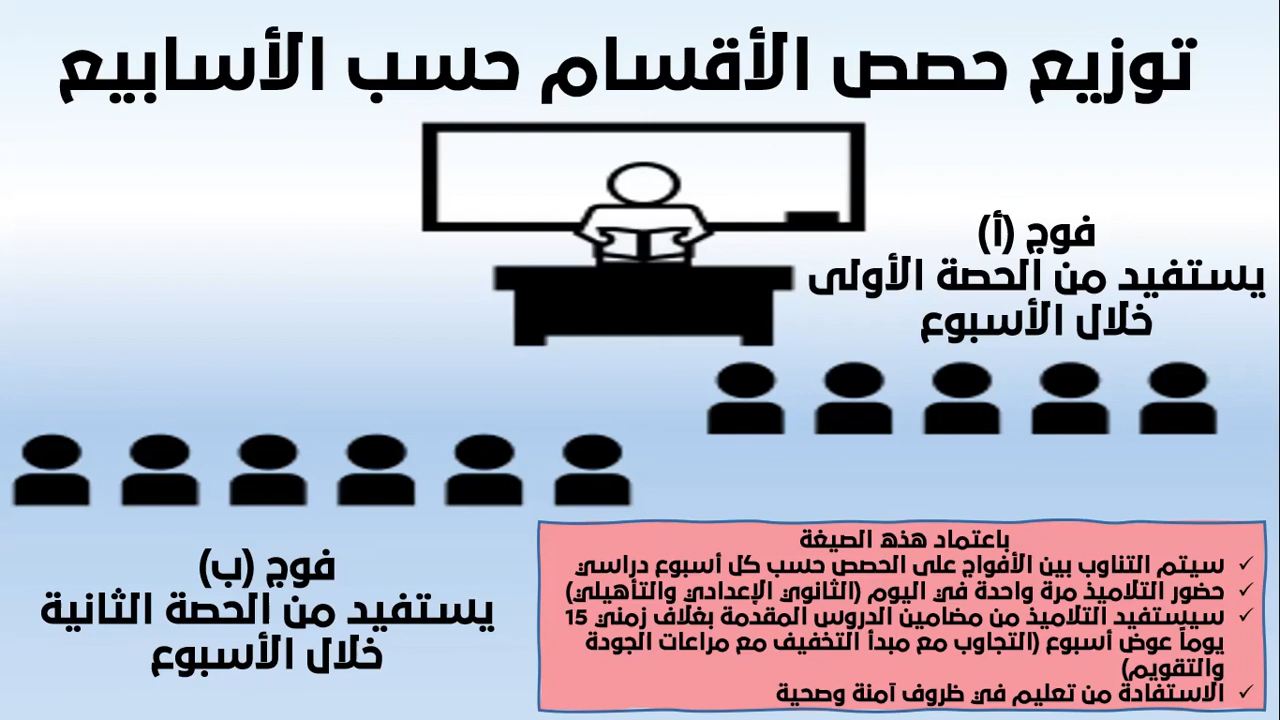 توزيع حصص الأقسام حسب الأسابيع
فوج (أ)
يستفيد من الحصة الأولى
خلال الأسبوع
فوج (ب)
يستفيد من الحصة الثانية
خلال الأسبوع
باعتماد هذه الصيغة
✓ سيتم التناوب بين الأفواج على الحصص حسب كل أسبوع دراسي
✓ حضور التلاميذ مرة واحدة في اليوم (الثانوي الإعدادي والتأهيلي)
✓ سيستفيد التلاميذ من مضامين الدروس المقدمة بغلاف زمني 15
يوماً عوض أسبوع (التجاوب مع مبدأ التخفيف مع مراعات الجودة
والتقويم)
✓ الاستفادة من تعليم في ظروف آمنة وصحية